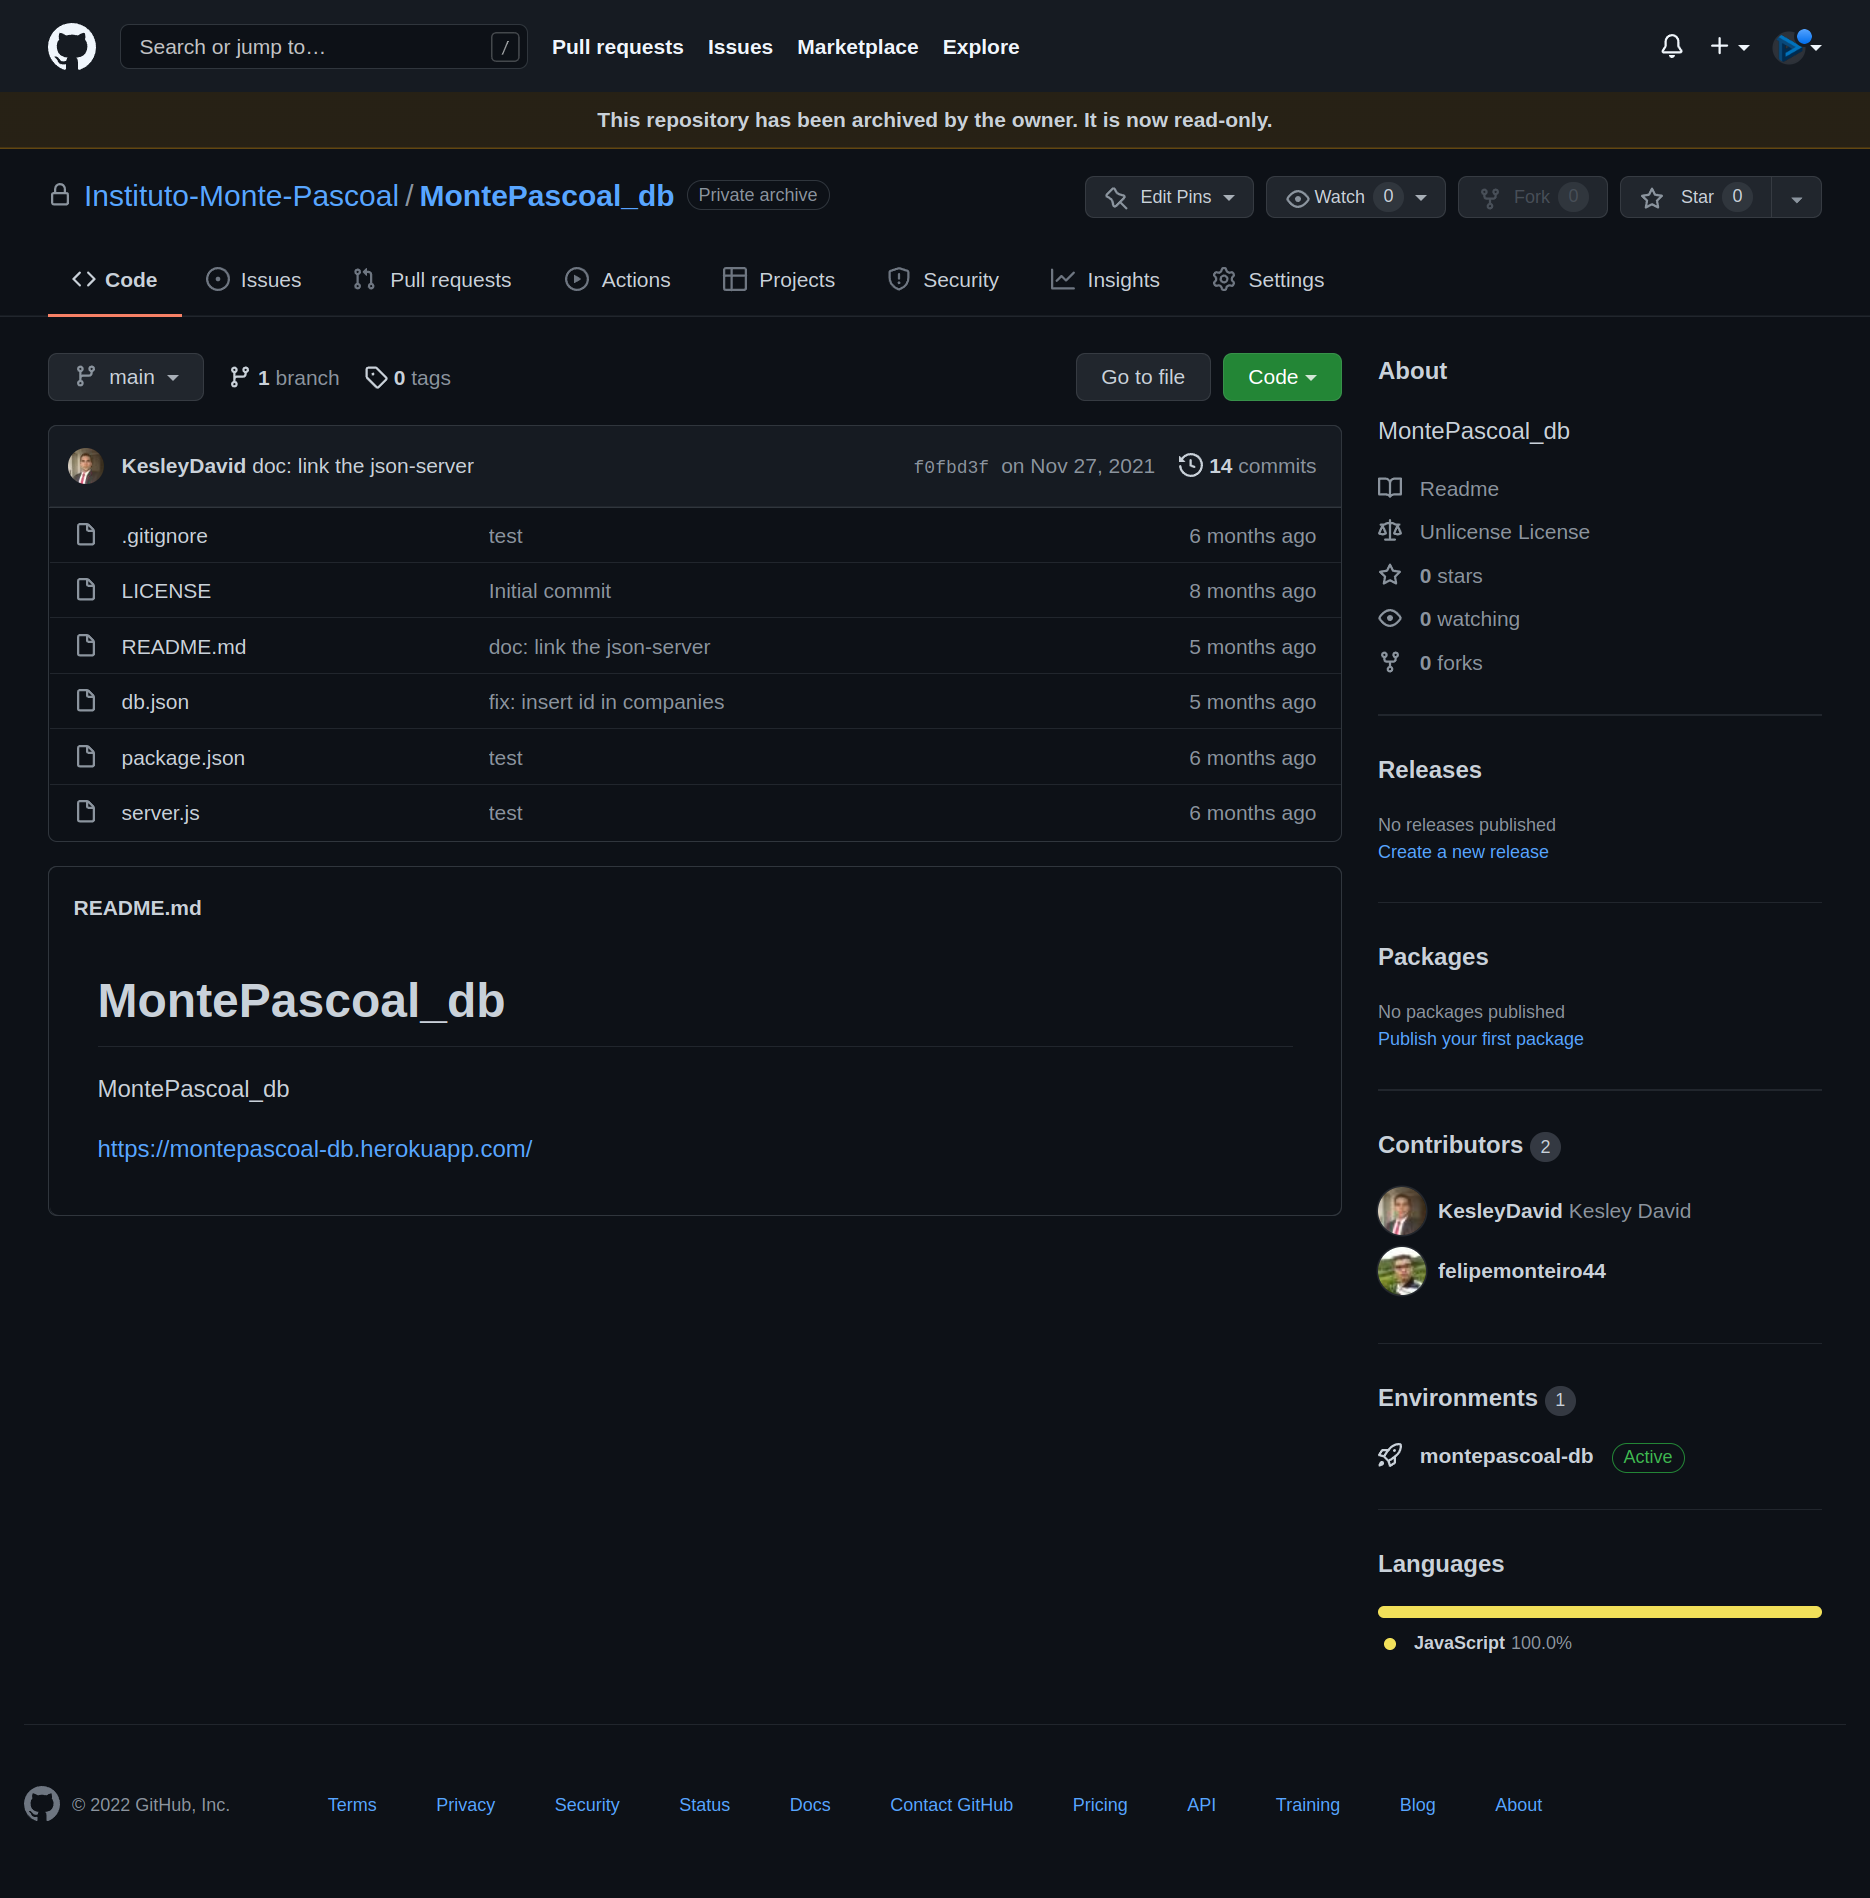 Search or jump to… /
Pull requests Issues Marketplace Explore
This repository has been archived by the owner. It is now read-only.
Instituto-Monte-Pascoal / MontePascoal_db Private archive
Edit Pins Watch 0 Fork 0 Star 0
Code Issues Pull requests Actions Projects Security Insights Settings
main 1 branch 0 tags Go to file Code
KesleyDavid doc: link the json-server f0fbd3f on Nov 27, 2021 14 commits
.gitignore test 6 months ago
LICENSE Initial commit 8 months ago
README.md doc: link the json-server 5 months ago
db.json fix: insert id in companies 5 months ago
package.json test 6 months ago
server.js test 6 months ago
README.md
MontePascoal_db
MontePascoal_db
https://montepascoal-db.herokuapp.com/
About
MontePascoal_db
Readme
Unlicense License
0 stars
0 watching
0 forks
Releases
No releases published
Create a new release
Packages
No packages published
Publish your first package
Contributors 2
KesleyDavid Kesley David
felipemonteiro44
Environments 1
montepascoal-db Active
Languages
JavaScript 100.0%
© 2022 GitHub, Inc. Terms Privacy Security Status Docs Contact GitHub Pricing API Training Blog About